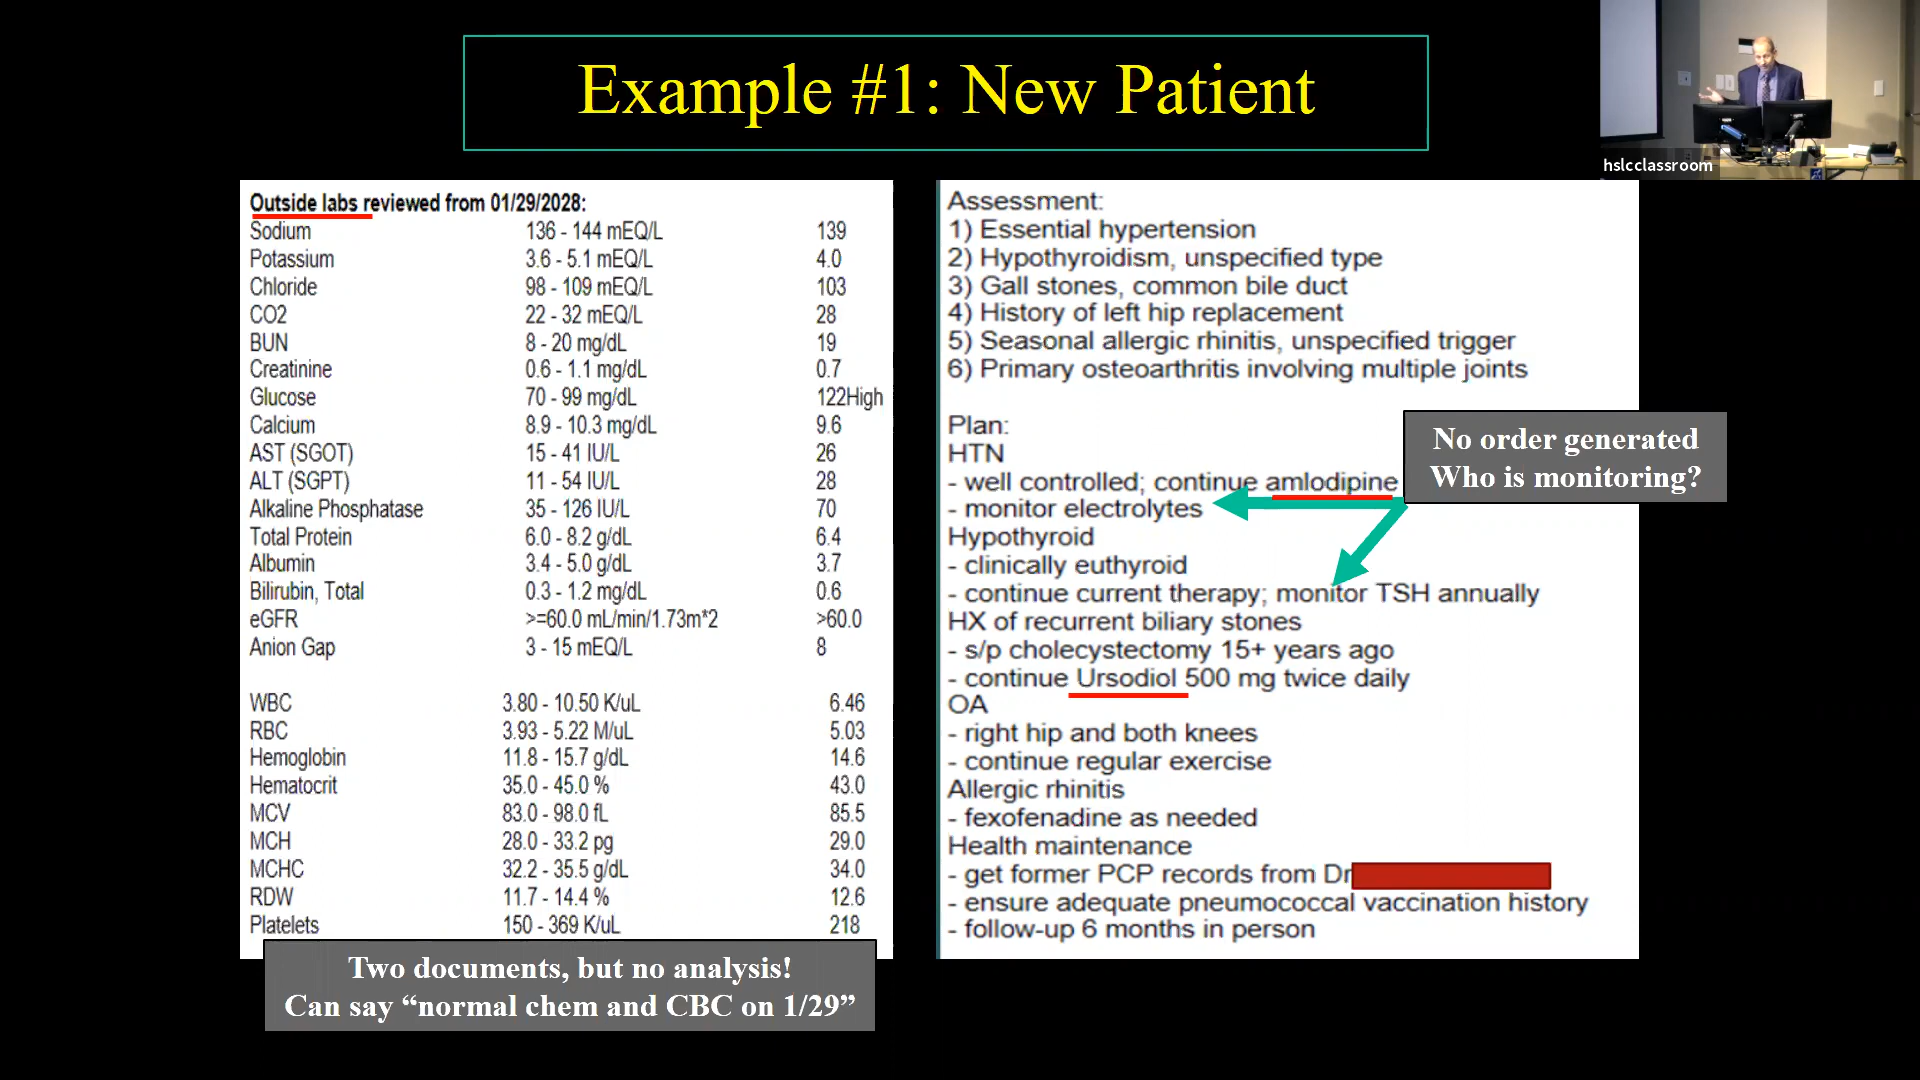 Example #1: New Patient
hslcclassroom
Outside labs reviewed from 01/29/2028:
Sodium 136 - 144 mEQ/L 139
Potassium 3.6 - 5.1 mEQ/L 4.0
Chloride 98 - 109 mEQ/L 103
CO2 22 - 32 mEQ/L 28
BUN 8 - 20 mg/dL 19
Creatinine 0.6 - 1.1 mg/dL 0.7
Glucose 70 - 99 mg/dL 122High
Calcium 8.9 - 10.3 mg/dL 9.6
AST (SGOT) 15 - 41 IU/L 26
ALT (SGPT) 11 - 54 IU/L 28
Alkaline Phosphatase 35 - 126 IU/L 70
Total Protein 6.0 - 8.2 g/dL 6.4
Albumin 3.4 - 5.0 g/dL 3.7
Bilirubin, Total 0.3 - 1.2 mg/dL 0.6
eGFR >=60.0 mL/min/1.73m*2 >60.0
Anion Gap 3 - 15 mEQ/L 8
WBC 3.80 - 10.50 K/uL 6.46
RBC 3.93 - 5.22 M/uL 5.03
Hemoglobin 11.8 - 15.7 g/dL 14.6
Hematocrit 35.0 - 45.0 % 43.0
MCV 83.0 - 98.0 fL 85.5
MCH 28.0 - 33.2 pg 29.0
MCHC 32.2 - 35.5 g/dL 34.0
RDW 11.7 - 14.4 % 12.6
Platelets 150 - 369 K/uL 218
Two documents, but no analysis!
Can say “normal chem and CBC on 1/29”
Assessment:
1) Essential hypertension
2) Hypothyroidism, unspecified type
3) Gall stones, common bile duct
4) History of left hip replacement
5) Seasonal allergic rhinitis, unspecified trigger
6) Primary osteoarthritis involving multiple joints
Plan:
HTN
- well controlled; continue amlodipine
- monitor electrolytes
Hypothyroid
- clinically euthyroid
- continue current therapy; monitor TSH annually
HX of recurrent biliary stones
- s/p cholecystectomy 15+ years ago
- continue Ursodiol 500 mg twice daily
OA
- right hip and both knees
- continue regular exercise
Allergic rhinitis
- fexofenadine as needed
Health maintenance
- get former PCP records from Dr
- ensure adequate pneumococcal vaccination history
- follow-up 6 months in person
No order generated
Who is monitoring?